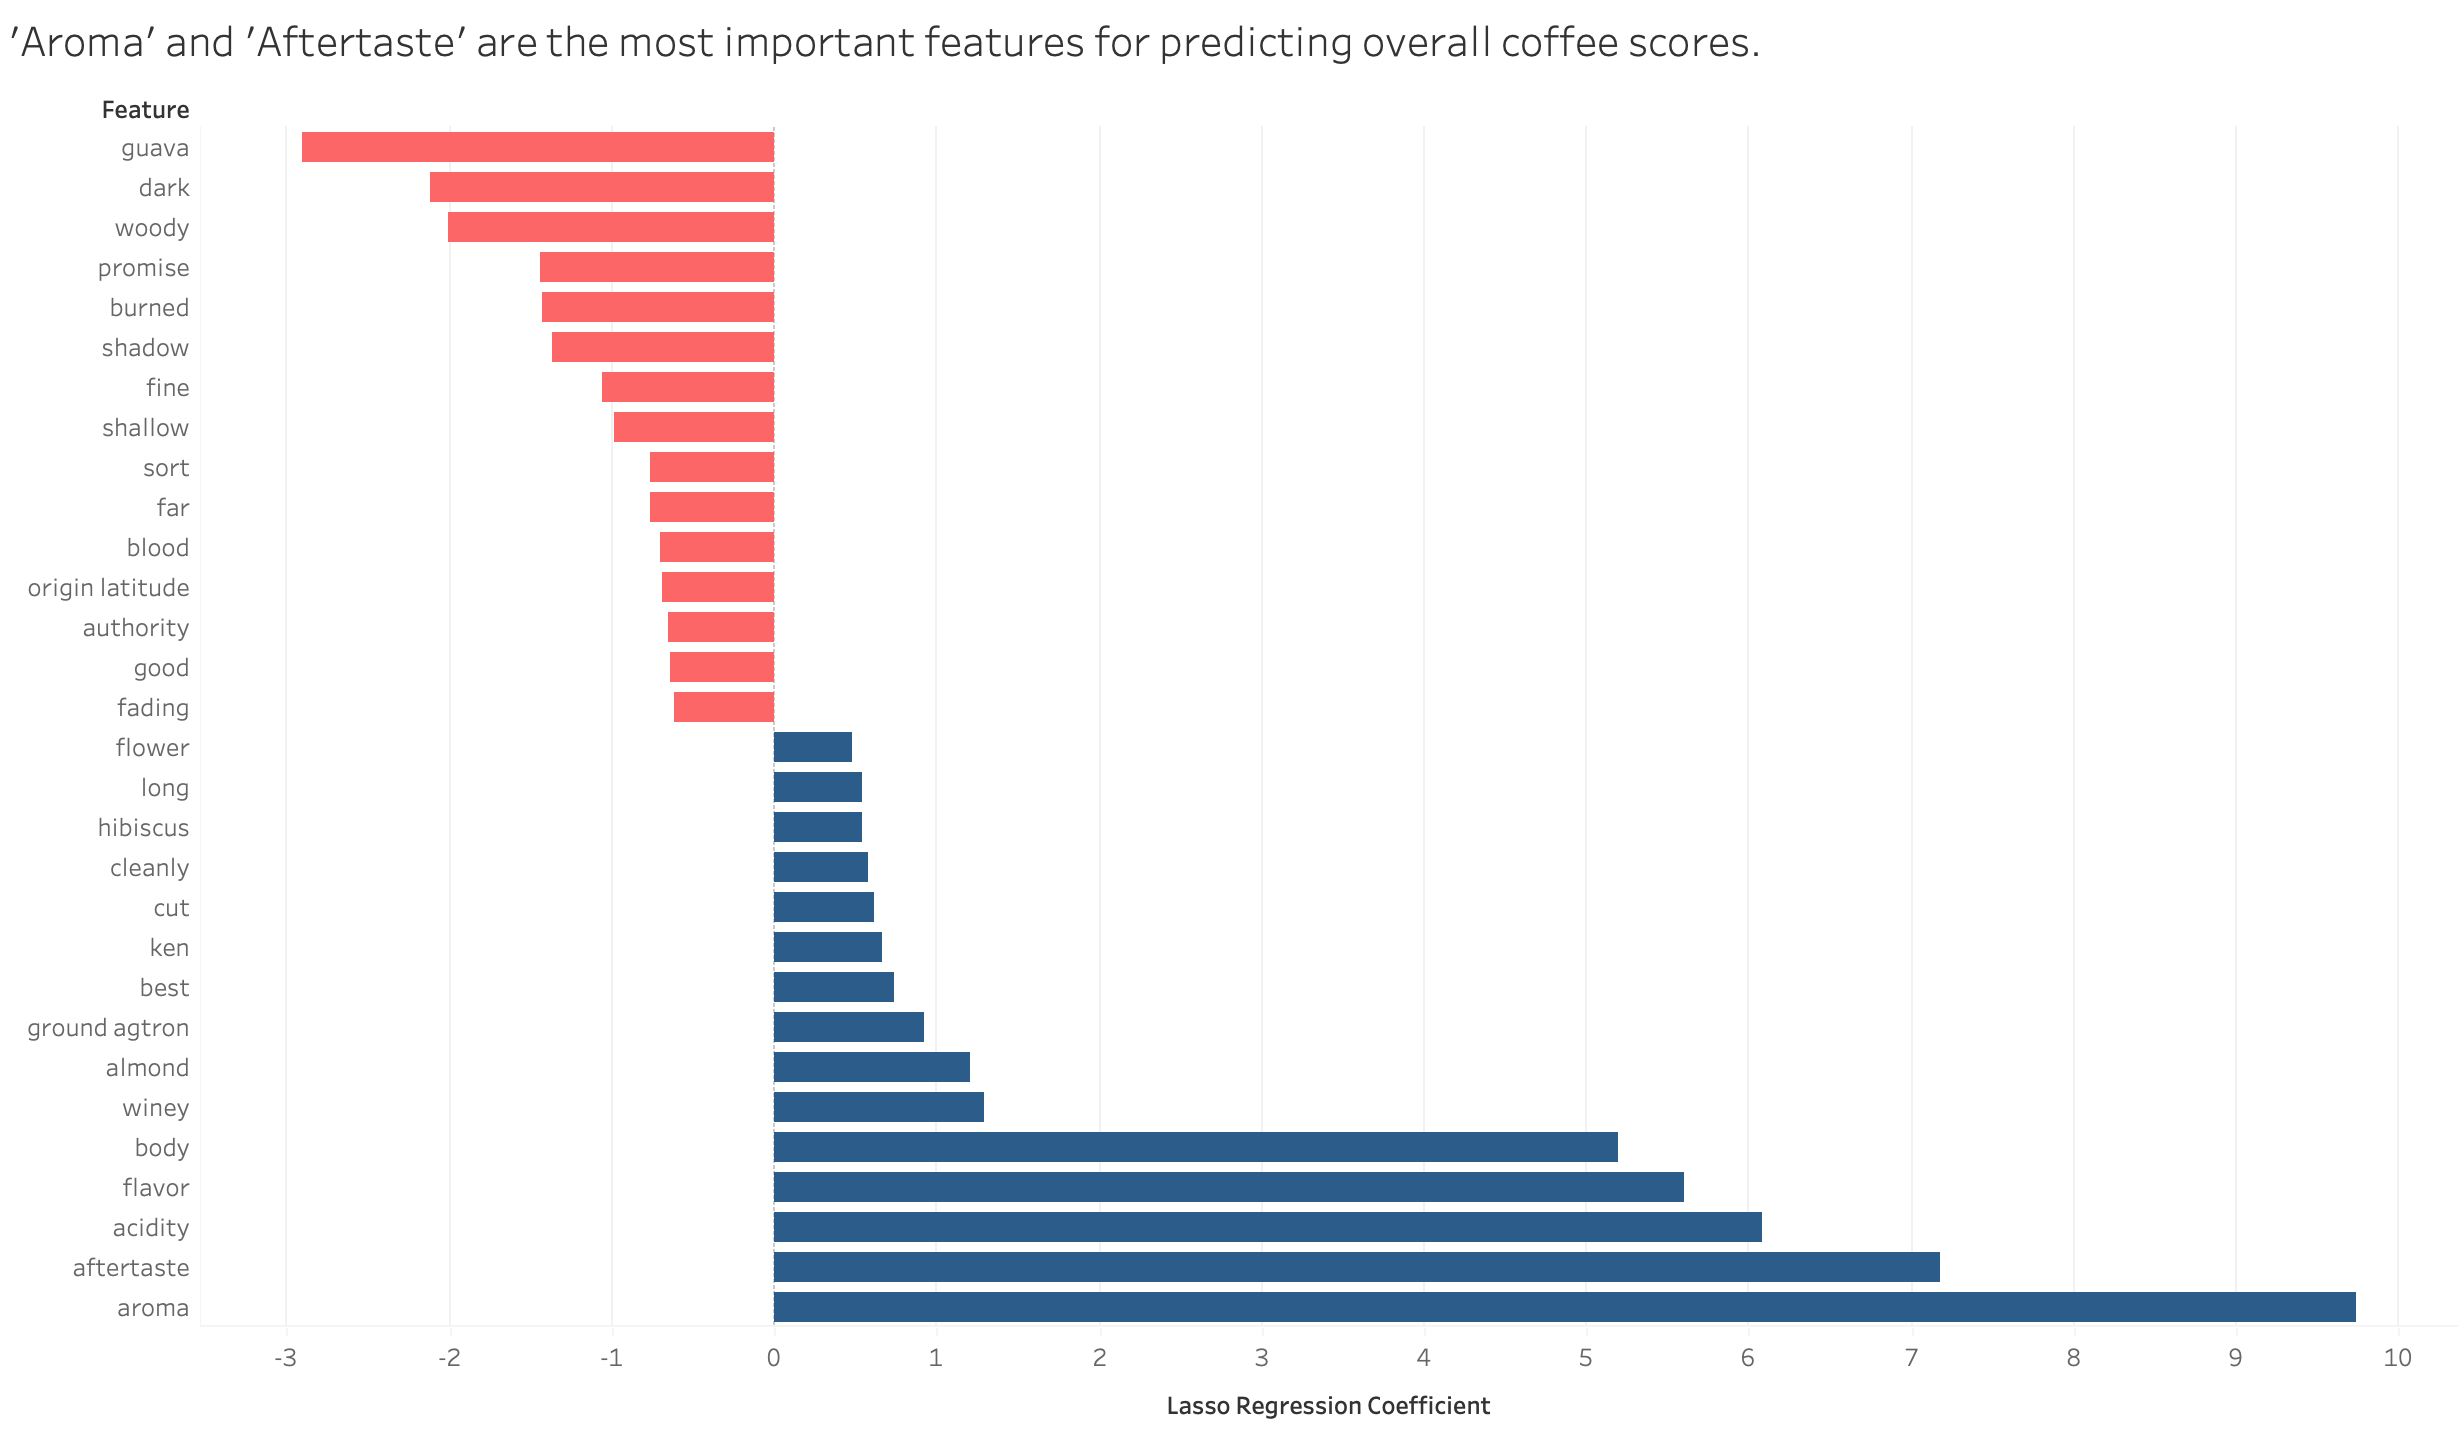 'Aroma' and 'Aftertaste' are the most important features for predicting overall coffee scores.
Feature
guava
dark
woody
promise
burned
shadow
fine
shallow
sort
far
blood
origin latitude
authority
good
fading
flower
long
hibiscus
cleanly
cut
ken
best
ground agtron
almond
winey
body
flavor
acidity
aftertaste
aroma
-3 -2 -1 0 1 2 3 4 5 6 7 8 9 10
Lasso Regression Coefficient